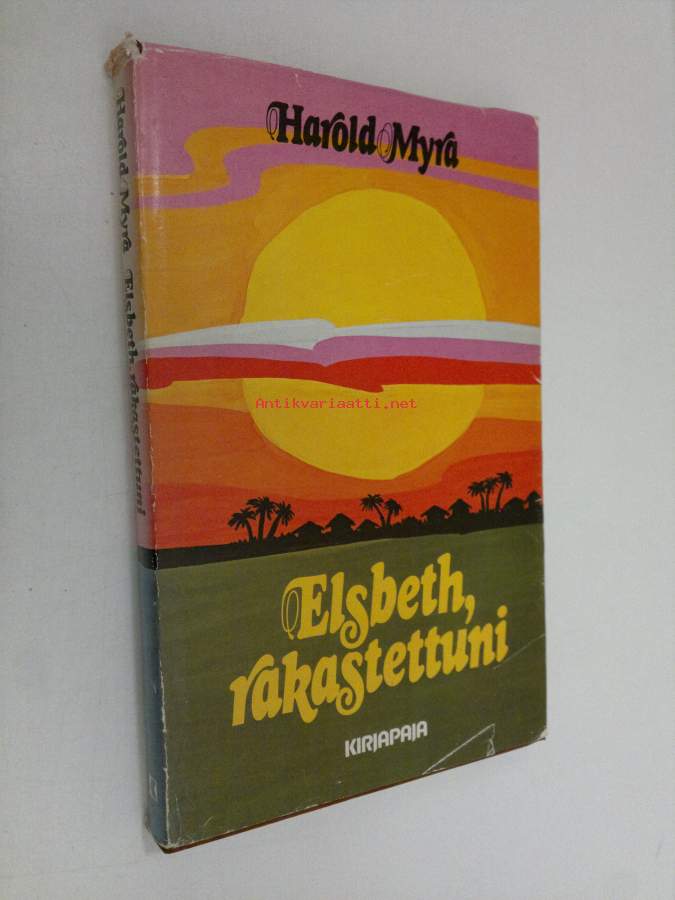 Harold Myra
Antikvariaatti.net
Elsbeth,
rakastettuni
KIRJAPAJA
Harold Myra Elsbeth, rakastettuni